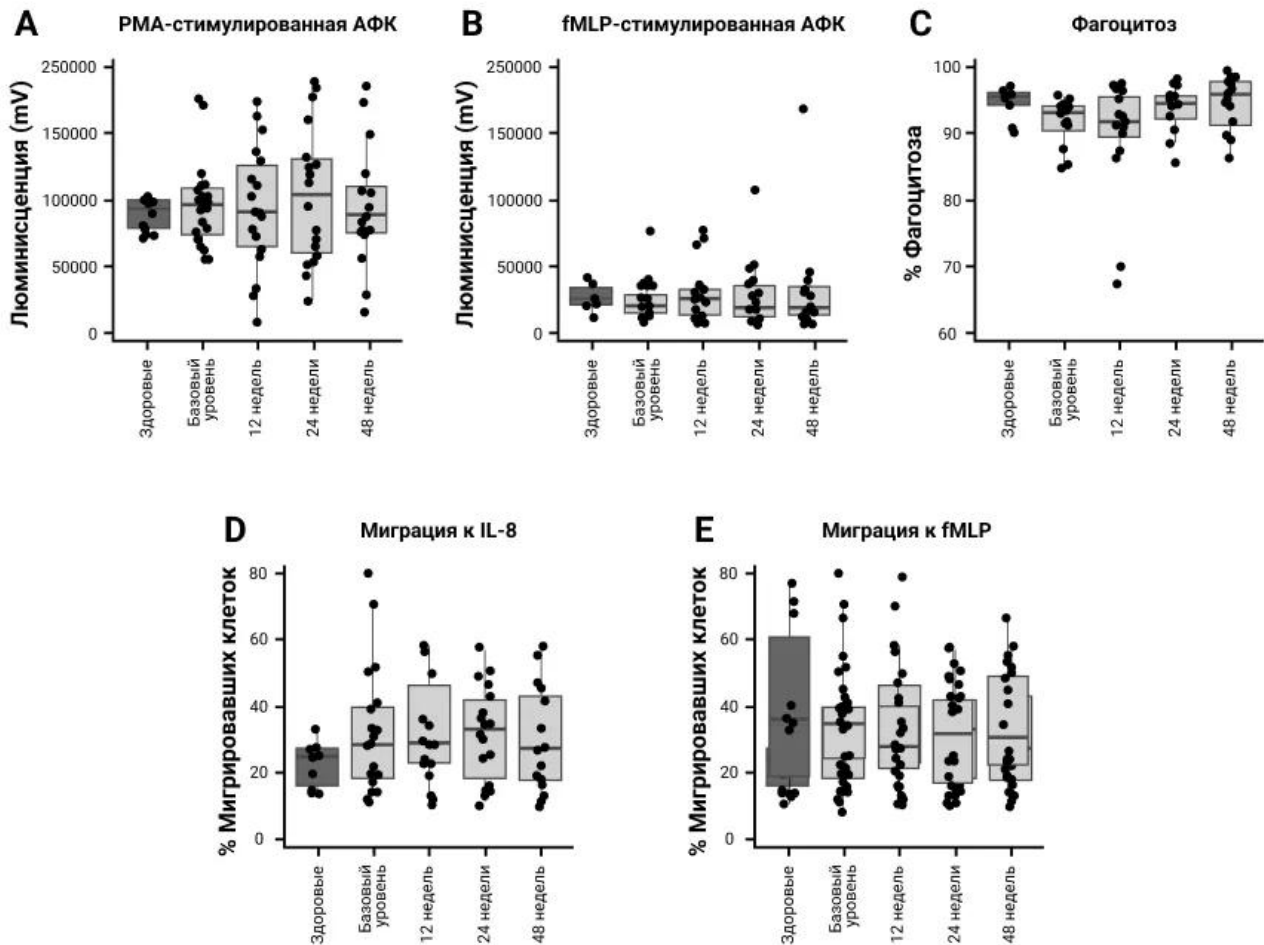 A PMA-стимулированная АФК
Люминисценция (mV)
250000
150000
150000
100000
50000
0
Здоровые
Базовый
уровень
12 недель
24 недели
48 недель
B fMLP-стимулированная АФК
Люминисценция (mV)
250000
150000
150000
100000
50000
0
Здоровые
Базовый
уровень
12 недель
24 недели
48 недель
C Фагоцитоз
% Фагоцитоза
100
90
80
70
60
Здоровые
Базовый
уровень
12 недель
24 недели
48 недель
D Миграция к IL-8
% Мигрировавших клеток
80
60
40
20
0
Здоровые
Базовый
уровень
12 недель
24 недели
48 недель
E Миграция к fMLP
% Мигрировавших клеток
80
60
40
20
0
Здоровые
Базовый
уровень
12 недель
24 недели
48 недель